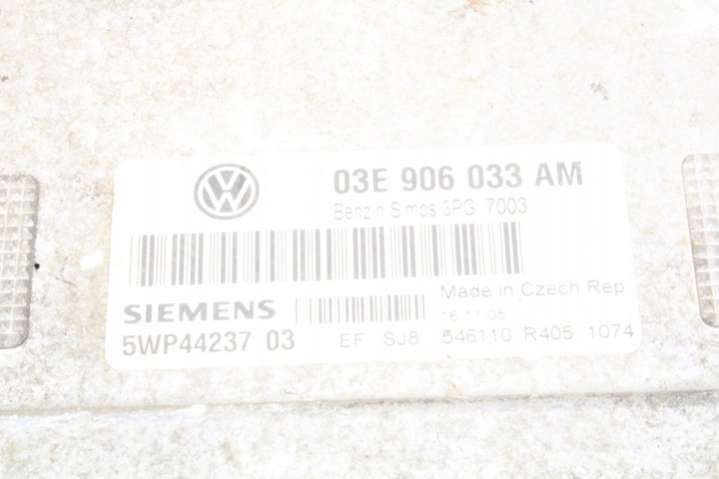 03E 906 033 AM
Benzin Simos 3PG 7003
SIEMENS
Made in Czech Rep
16.11.05
5WP44237 03
EF SJ8 546110 R405 1074